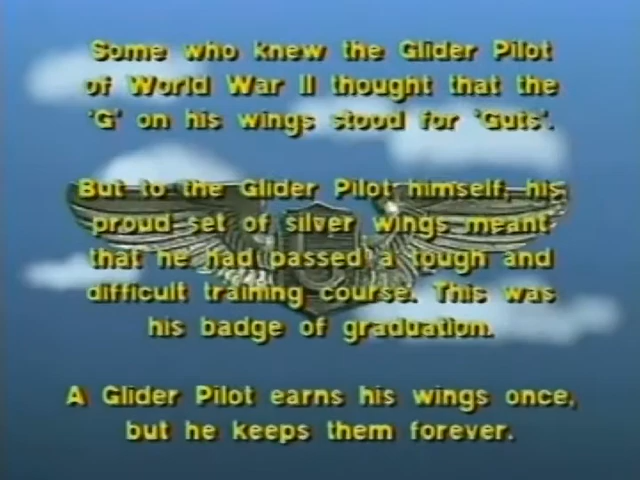 Some who knew the Glider Pilot
of World War II thought that the
'G' on his wings stood for 'Guts'.
But to the Glider Pilot himself, his
proud set of silver wings meant
that he had passed a tough and
difficult training course. This was
his badge of graduation.
A Glider Pilot earns his wings once,
but he keeps them forever.